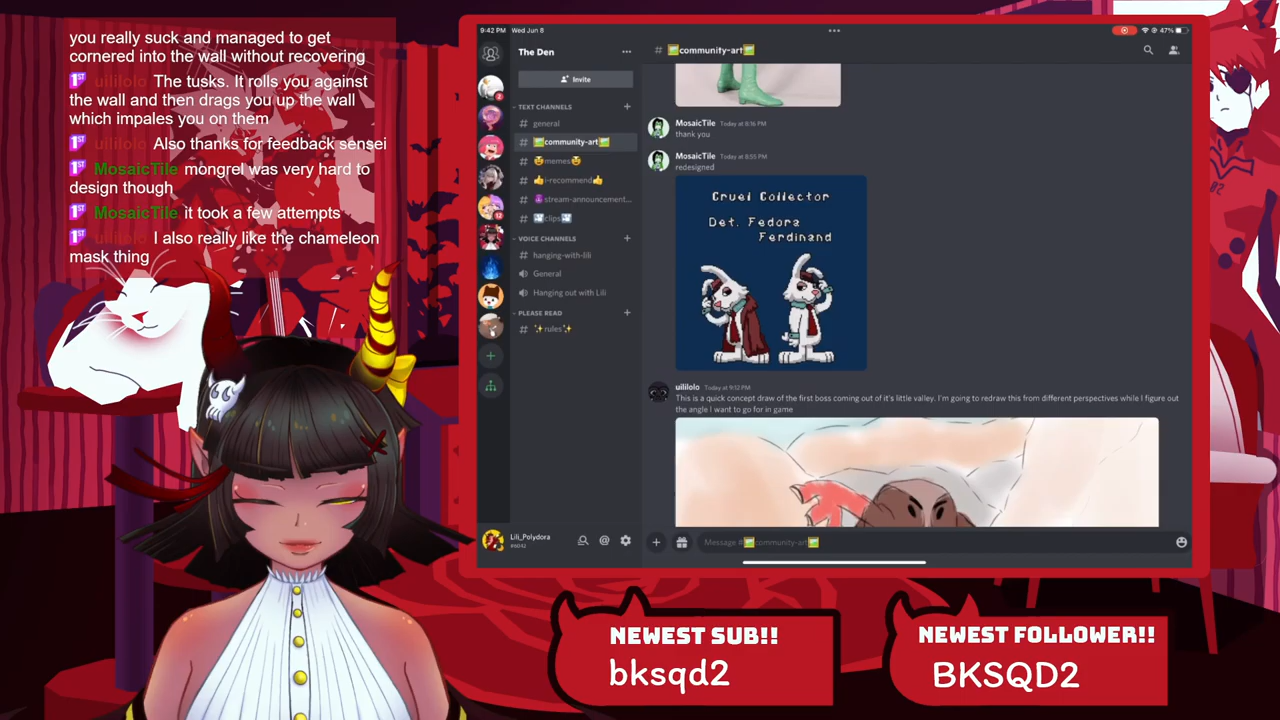 you really suck and managed to get
cornered into the wall without recovering
uililolo The tusks. It rolls you against
the wall and then drags you up the wall
which impales you on them
uililolo Also thanks for feedback sensei
MosaicTile mongrel was very hard to
design though
MosaicTile it took a few attempts
uililolo I also really like the chameleon
mask thing
9:42 PM Wed Jun 8
47%
The Den
Invite
TEXT CHANNELS
# general
# community-art
# memes
# i-recommend
# stream-announcement...
# clips
VOICE CHANNELS
# hanging-with-lili
General
Hanging out with Lili
PLEASE READ
# ✨rules✨
Lili_Polydora
# community-art
MosaicTile Today at 8:16 PM
thank you
MosaicTile Today at 8:55 PM
redesigned
Cruel Collector
Det. Fedora
Ferdinand
uililolo Today at 9:12 PM
This is a quick concept draw of the first boss coming out of it's little valley. I'm going to redraw this from different perspectives while I figure out
the angle I want to go for in game
Message #community-art
NEWEST SUB!!
bksqd2
NEWEST FOLLOWER!!
BKSQD2